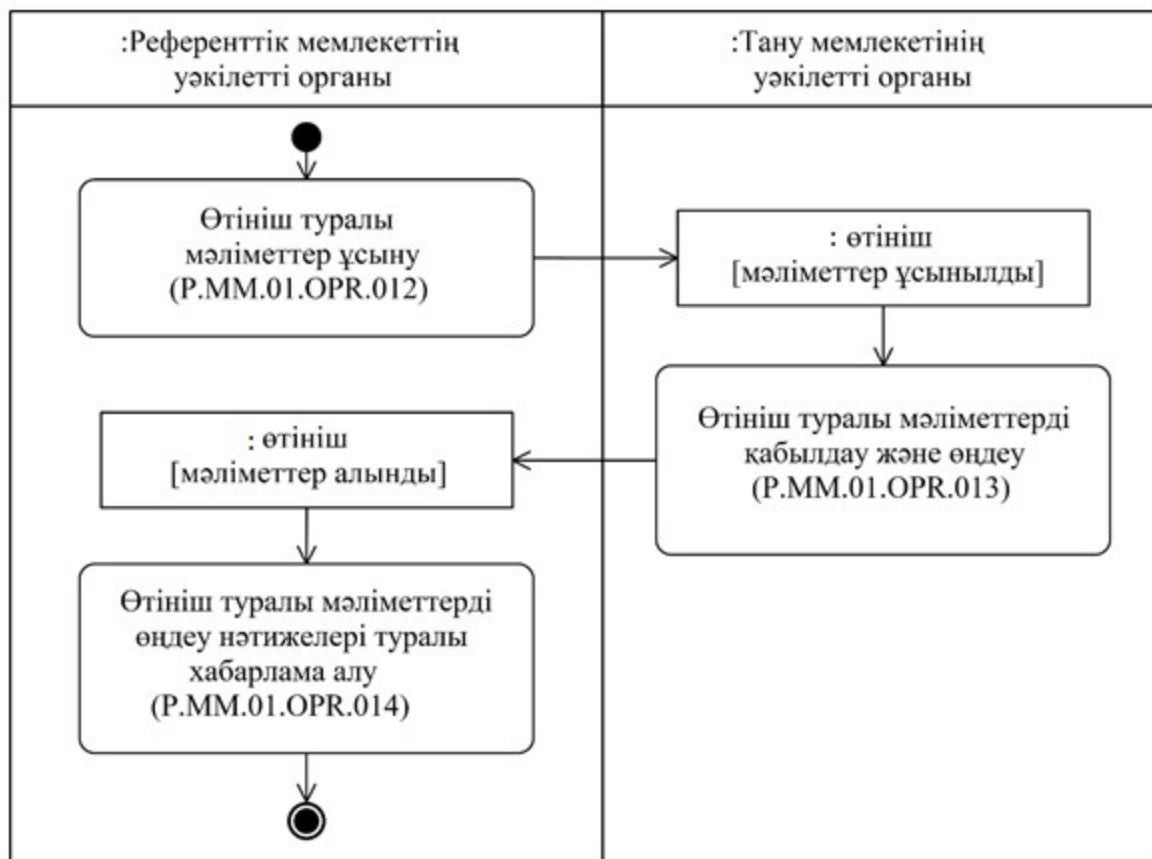 :Референттік мемлекеттің
уәкілетті органы
:Тану мемлекетінің
уәкілетті органы
Өтініш туралы
мәліметтер ұсыну
(P.MM.01.OPR.012)
: өтініш
[мәліметтер ұсынылды]
Өтініш туралы мәліметтерді
қабылдау және өңдеу
(P.MM.01.OPR.013)
: өтініш
[мәліметтер алынды]
Өтініш туралы мәліметтерді
өңдеу нәтижелері туралы
хабарлама алу
(P.MM.01.OPR.014)